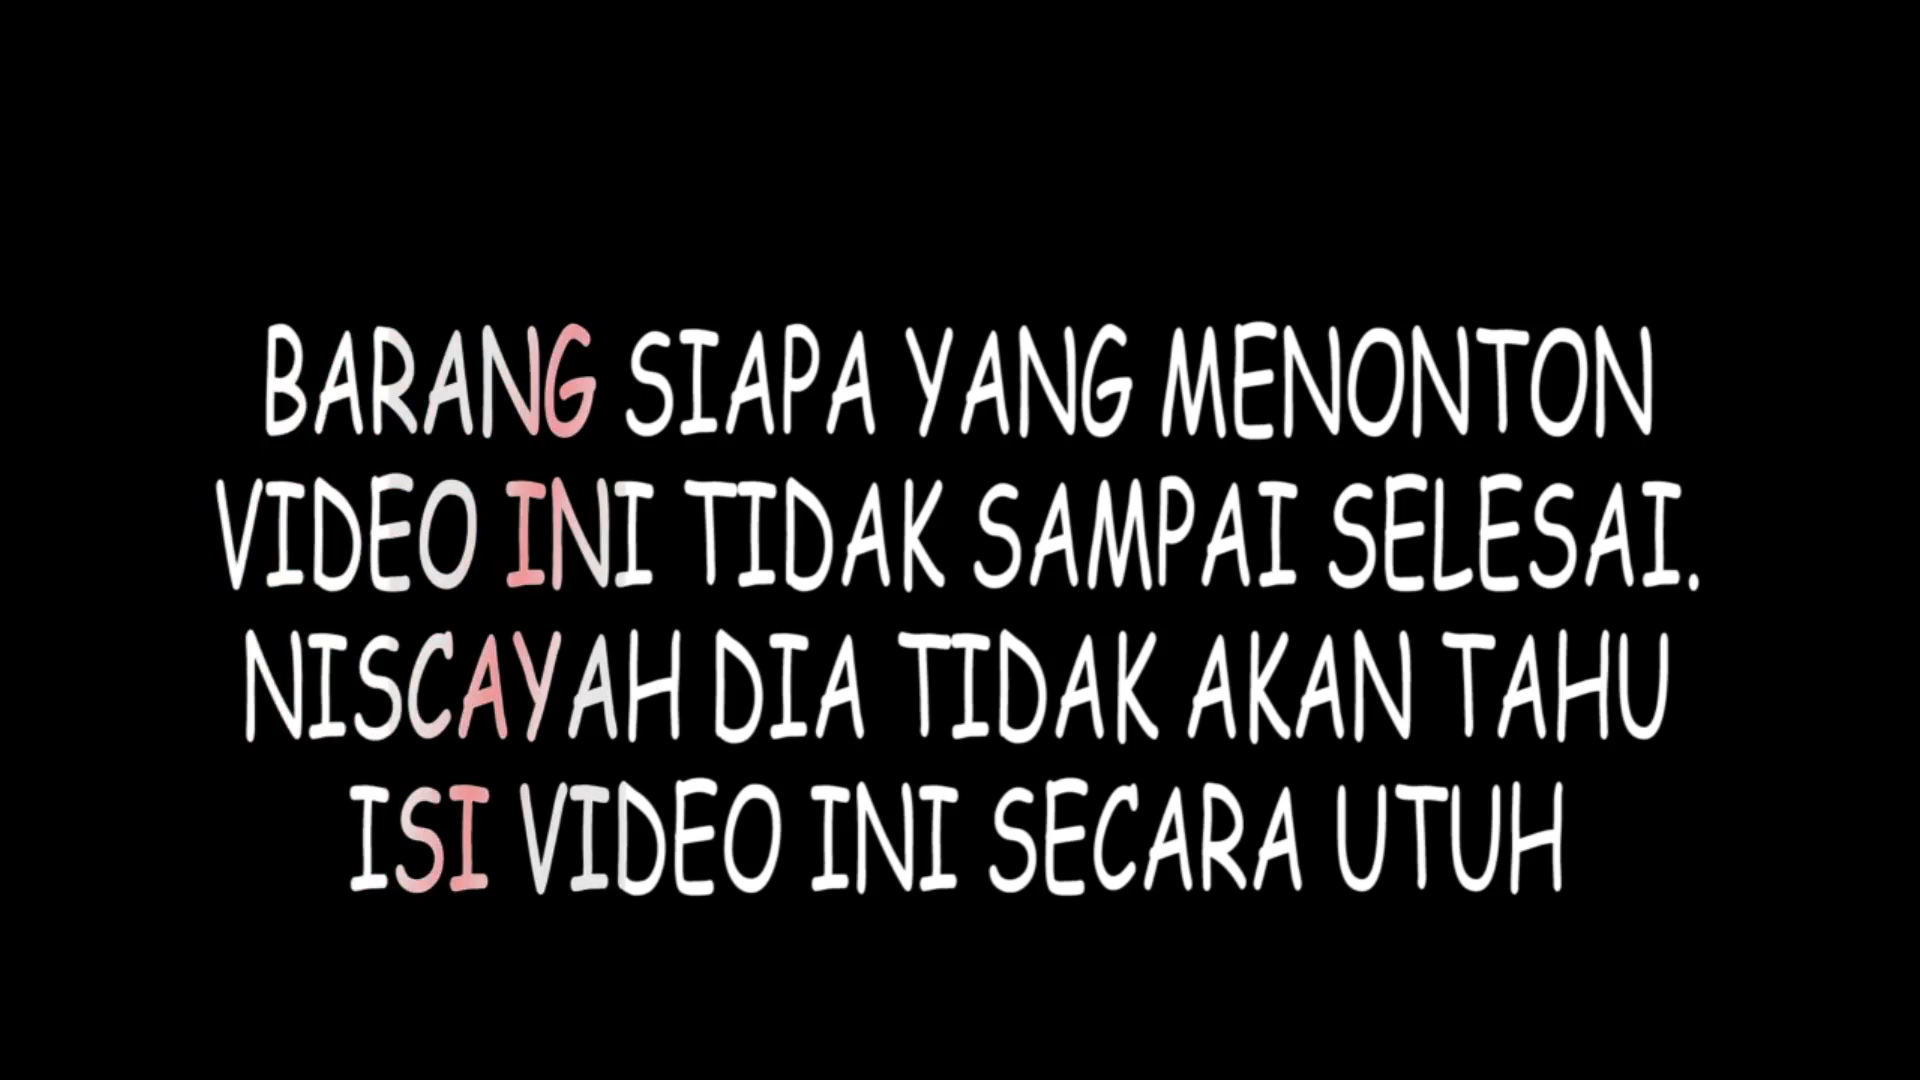 BARANG SIAPA YANG MENONTON
VIDEO INI TIDAK SAMPAI SELESAI.
NISCAYAH DIA TIDAK AKAN TAHU
ISI VIDEO INI SECARA UTUH